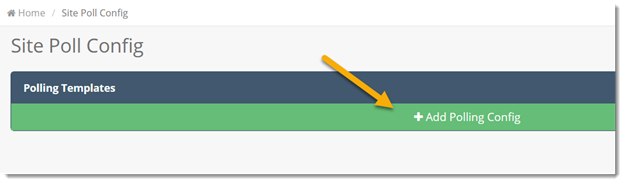 Home / Site Poll Config
Site Poll Config
Polling Templates
+ Add Polling Config